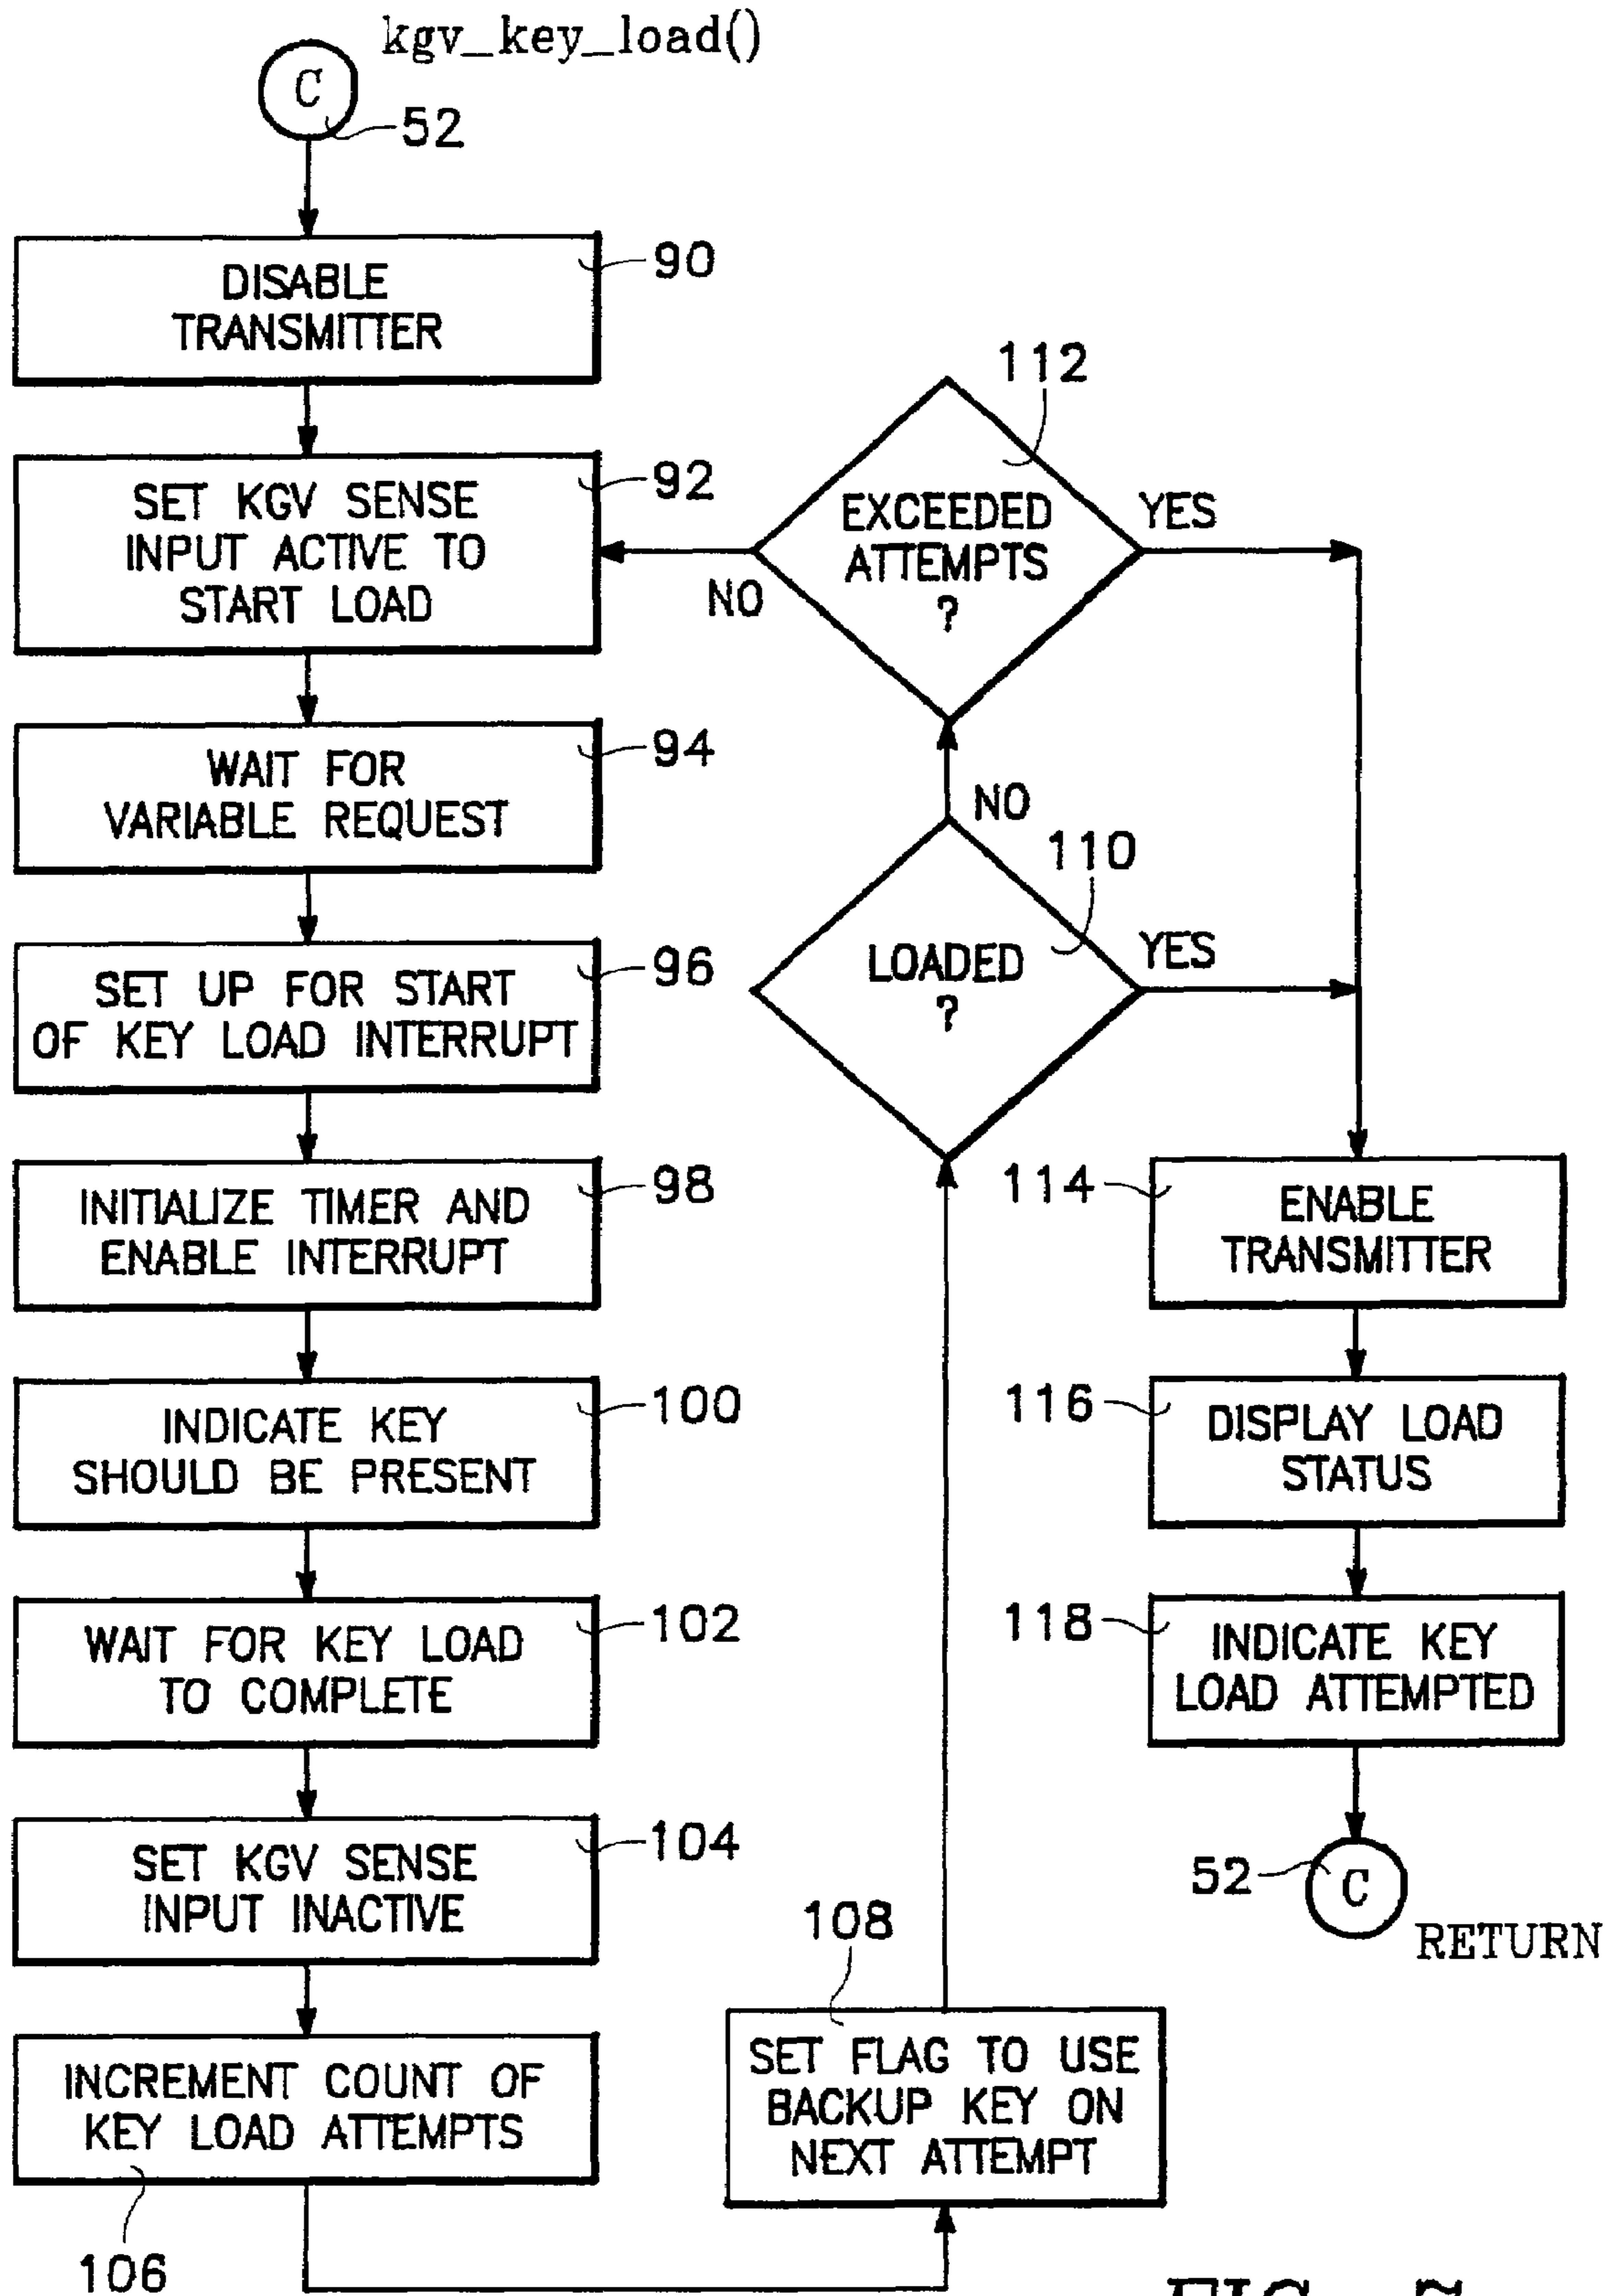 kgv_key_load()
C
52
DISABLE
TRANSMITTER
90
SET KGV SENSE
INPUT ACTIVE TO
START LOAD
92
WAIT FOR
VARIABLE REQUEST
94
SET UP FOR START
OF KEY LOAD INTERRUPT
96
INITIALIZE TIMER AND
ENABLE INTERRUPT
98
INDICATE KEY
SHOULD BE PRESENT
100
WAIT FOR KEY LOAD
TO COMPLETE
102
SET KGV SENSE
INPUT INACTIVE
104
INCREMENT COUNT OF
KEY LOAD ATTEMPTS
106
108
SET FLAG TO USE
BACKUP KEY ON
NEXT ATTEMPT
110
LOADED
?
YES
NO
112
EXCEEDED
ATTEMPTS
?
YES
NO
114
ENABLE
TRANSMITTER
116
DISPLAY LOAD
STATUS
118
INDICATE KEY
LOAD ATTEMPTED
52
C
RETURN